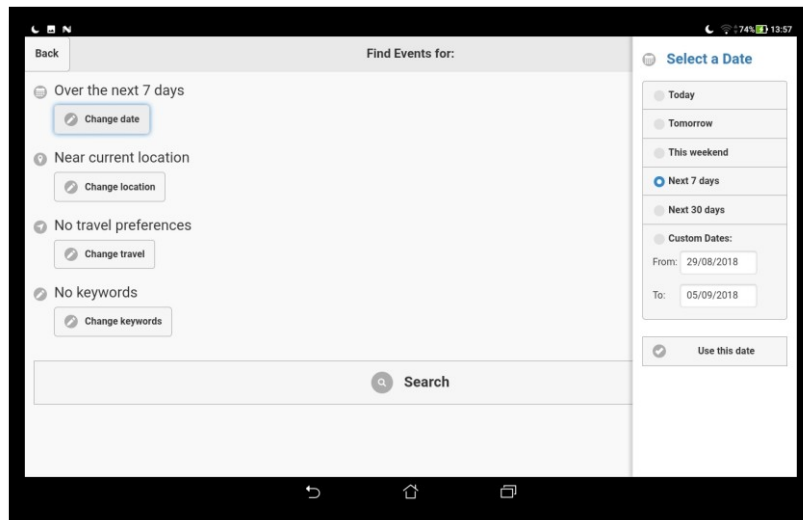 74% 13:57
Back
Find Events for:
Over the next 7 days
Change date
Near current location
Change location
No travel preferences
Change travel
No keywords
Change keywords
Search
Select a Date
Today
Tomorrow
This weekend
Next 7 days
Next 30 days
Custom Dates:
From: 29/08/2018
To: 05/09/2018
Use this date